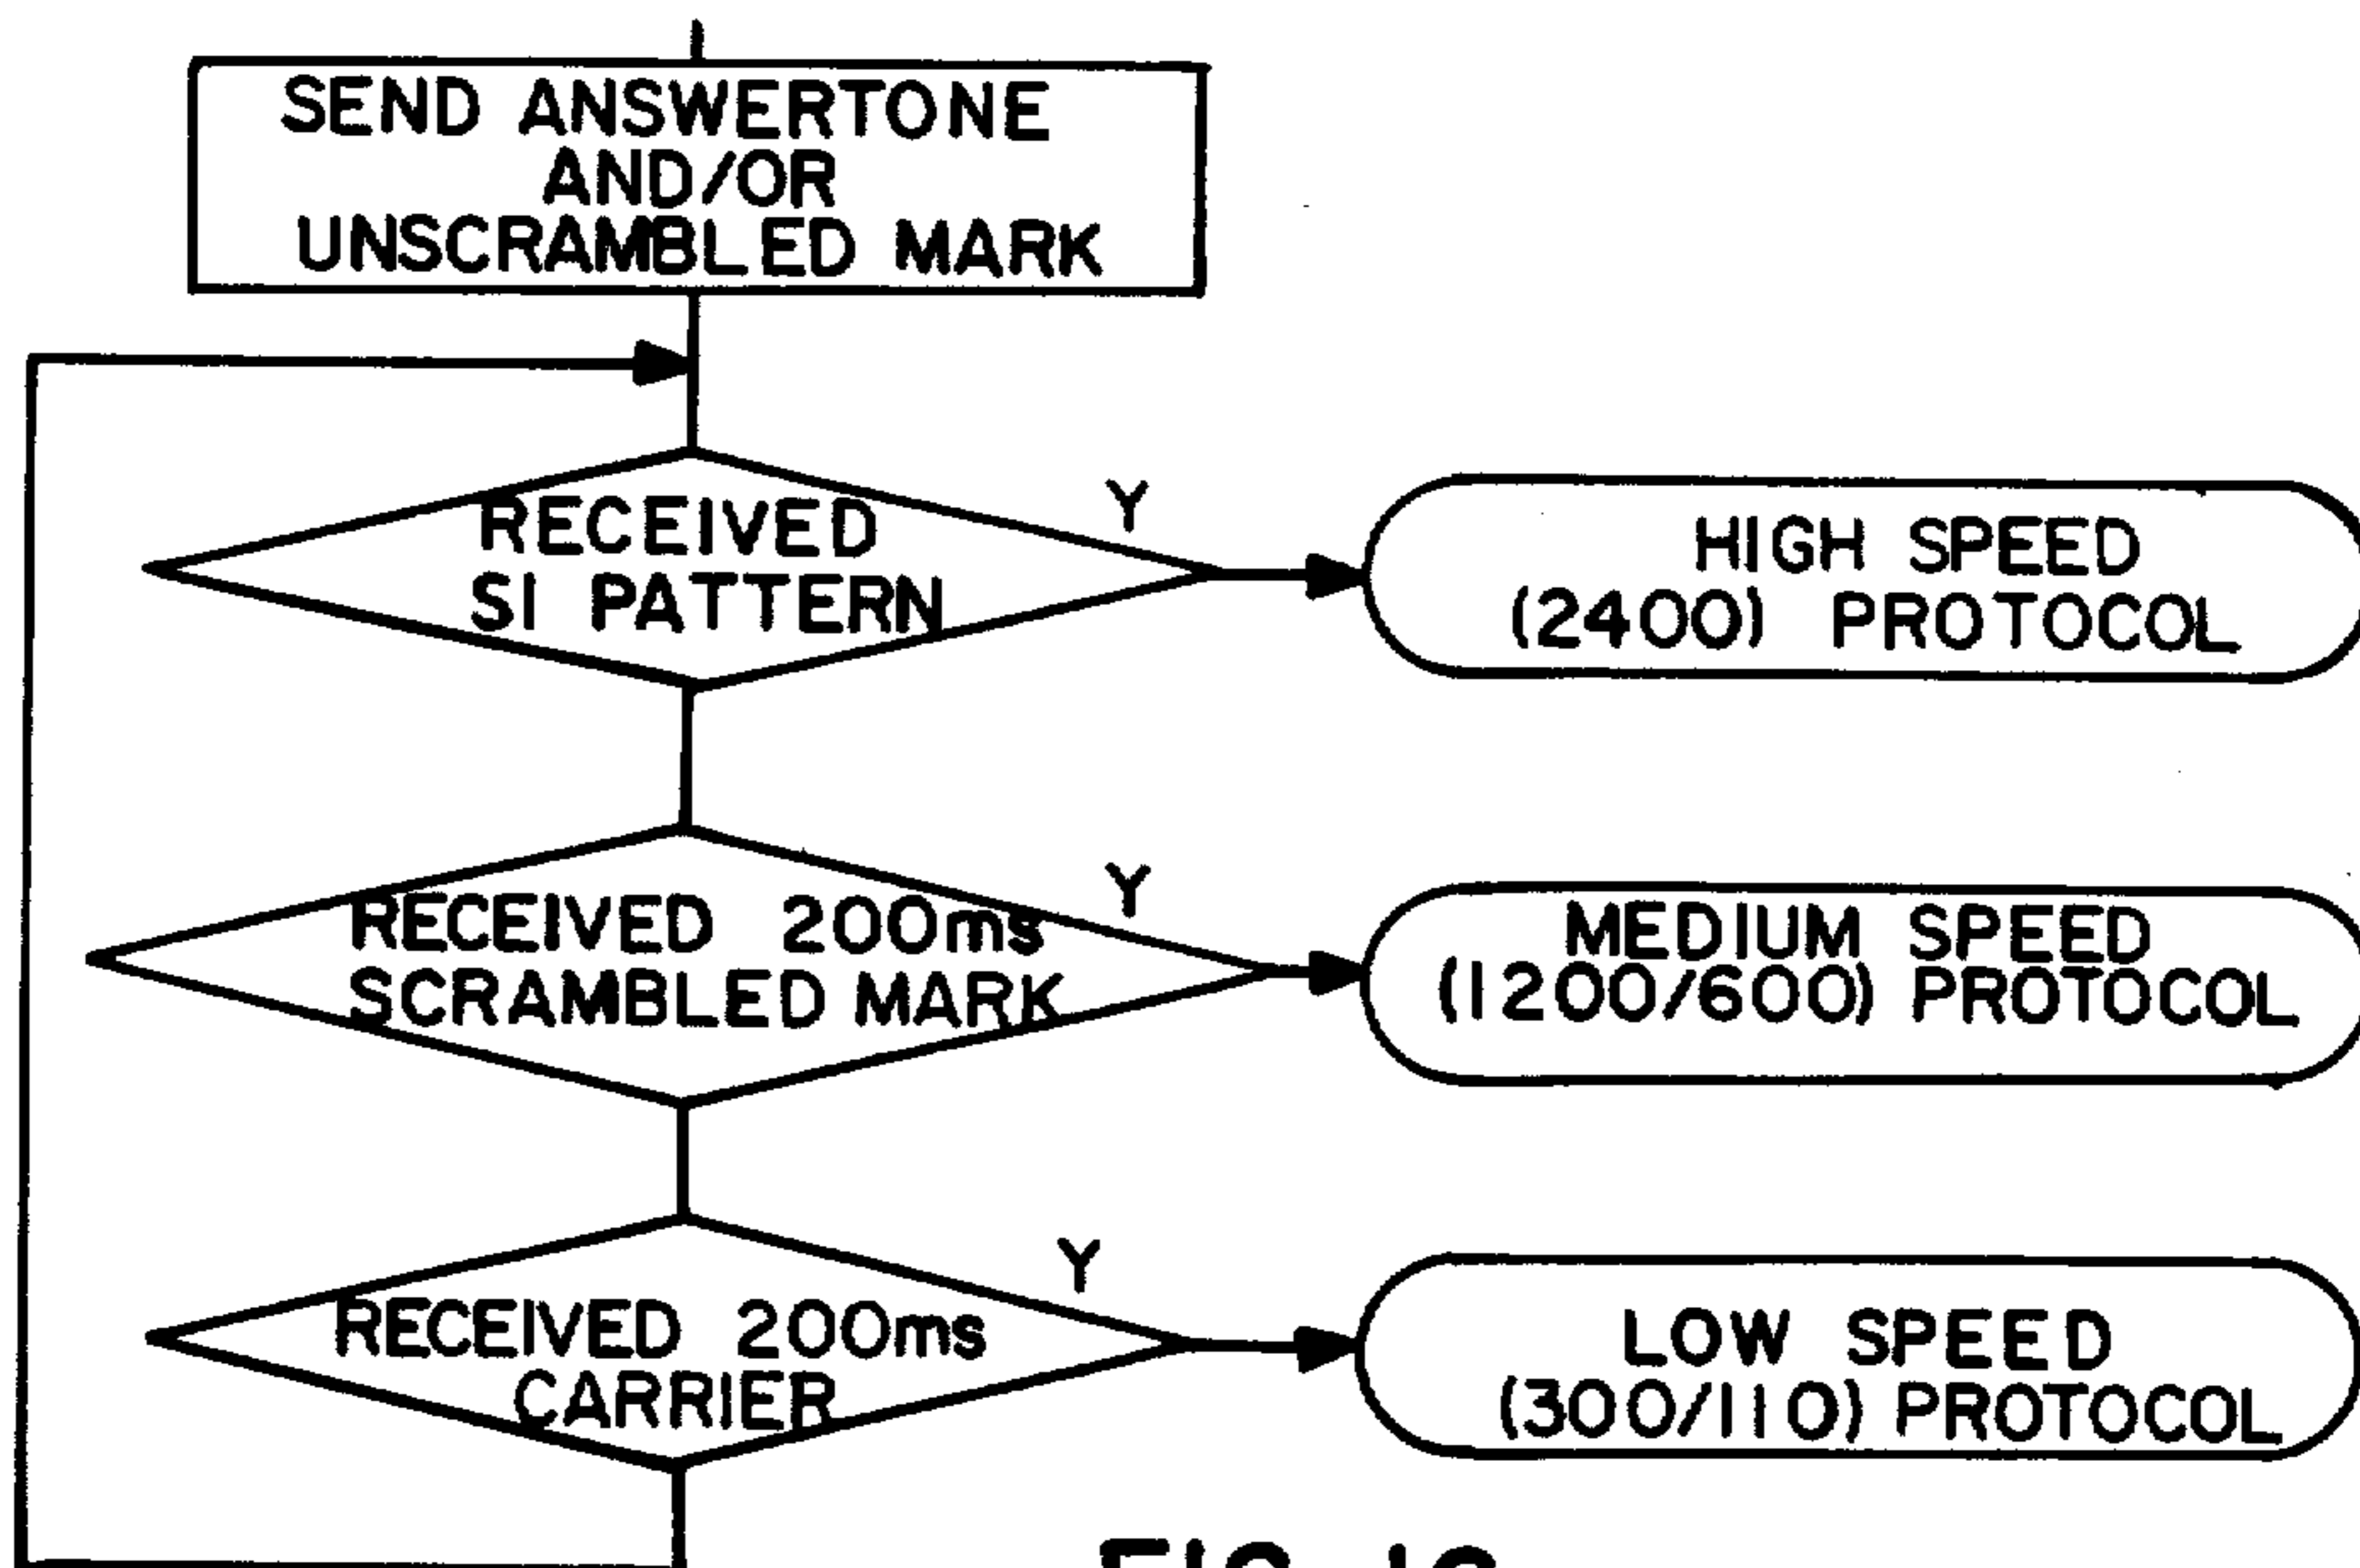 SEND ANSWERTONE
AND/OR
UNSCRAMBLED MARK
RECEIVED
S1 PATTERN
Y
HIGH SPEED
(2400) PROTOCOL
RECEIVED 200ms
SCRAMBLED MARK
Y
MEDIUM SPEED
(1200/600) PROTOCOL
RECEIVED 200ms
CARRIER
Y
LOW SPEED
(300/110) PROTOCOL